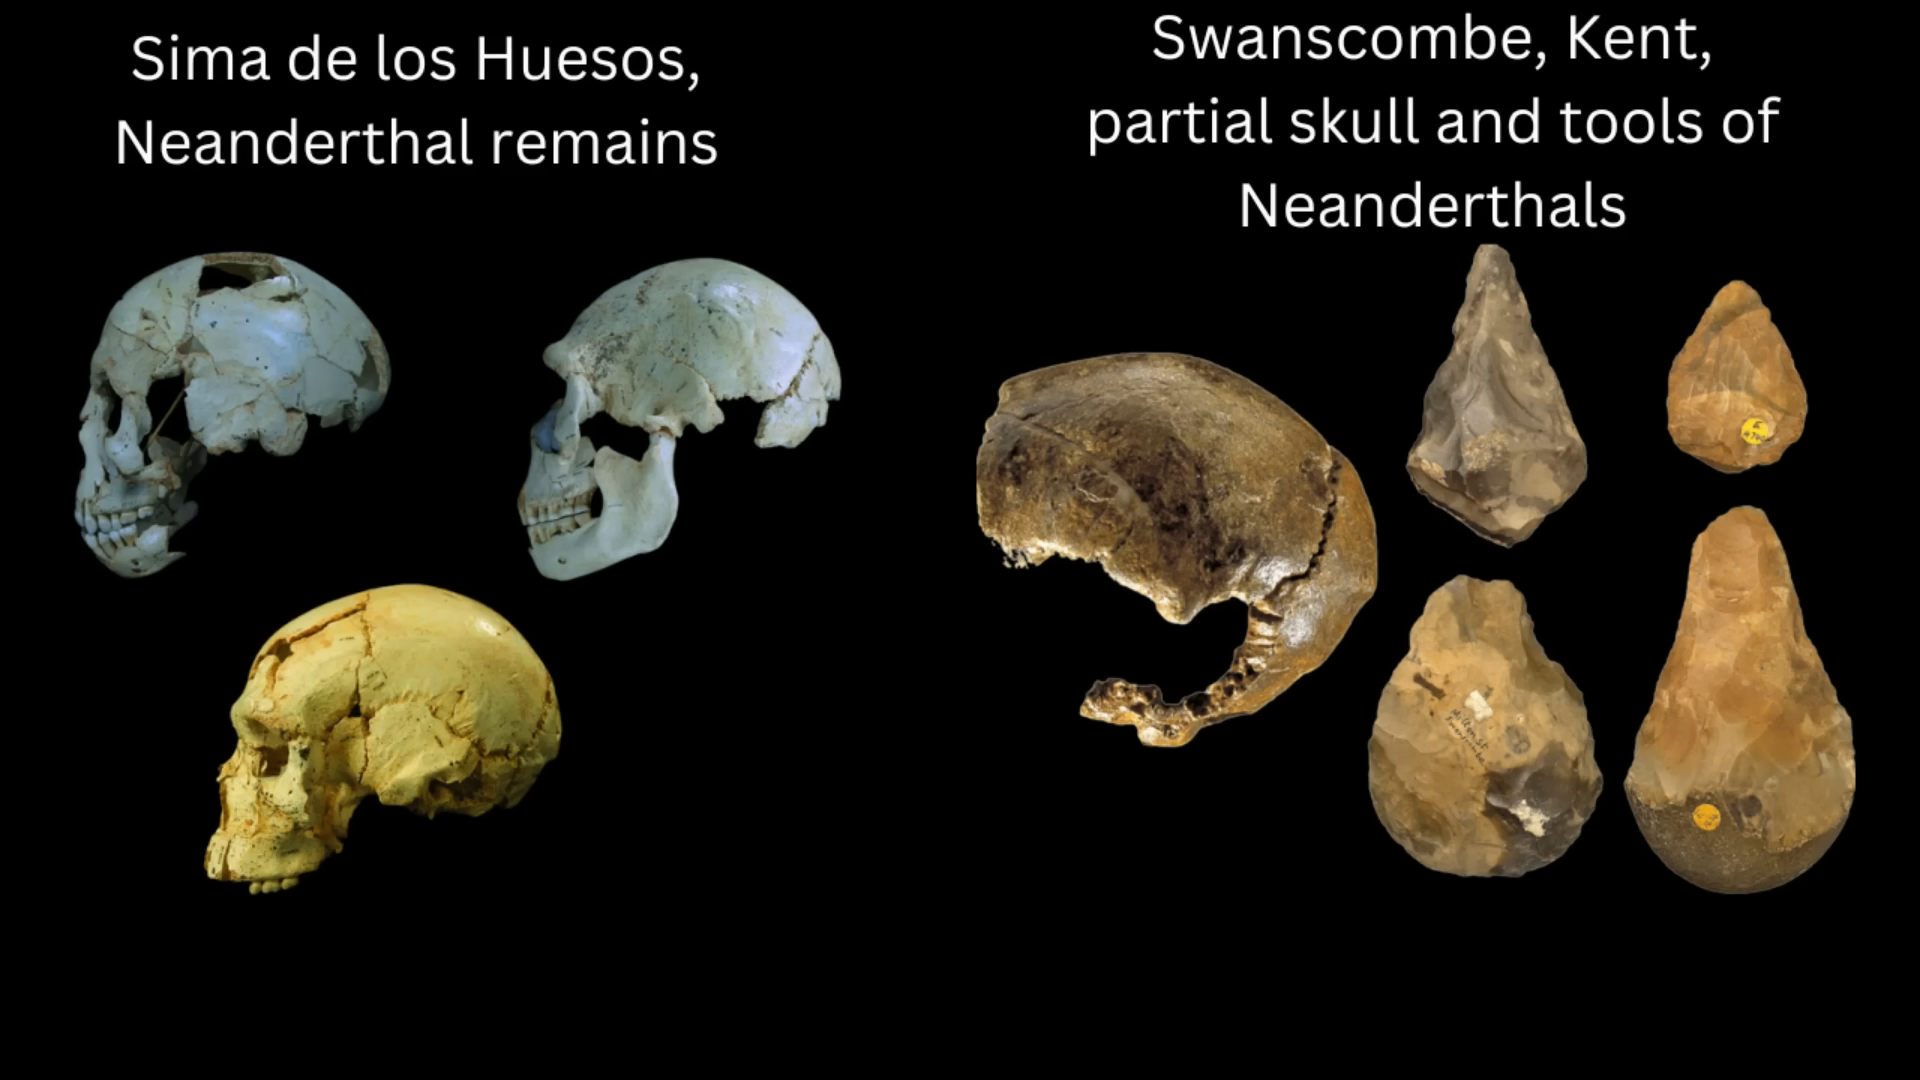 Sima de los Huesos,
Neanderthal remains
Swanscombe, Kent,
partial skull and tools of
Neanderthals